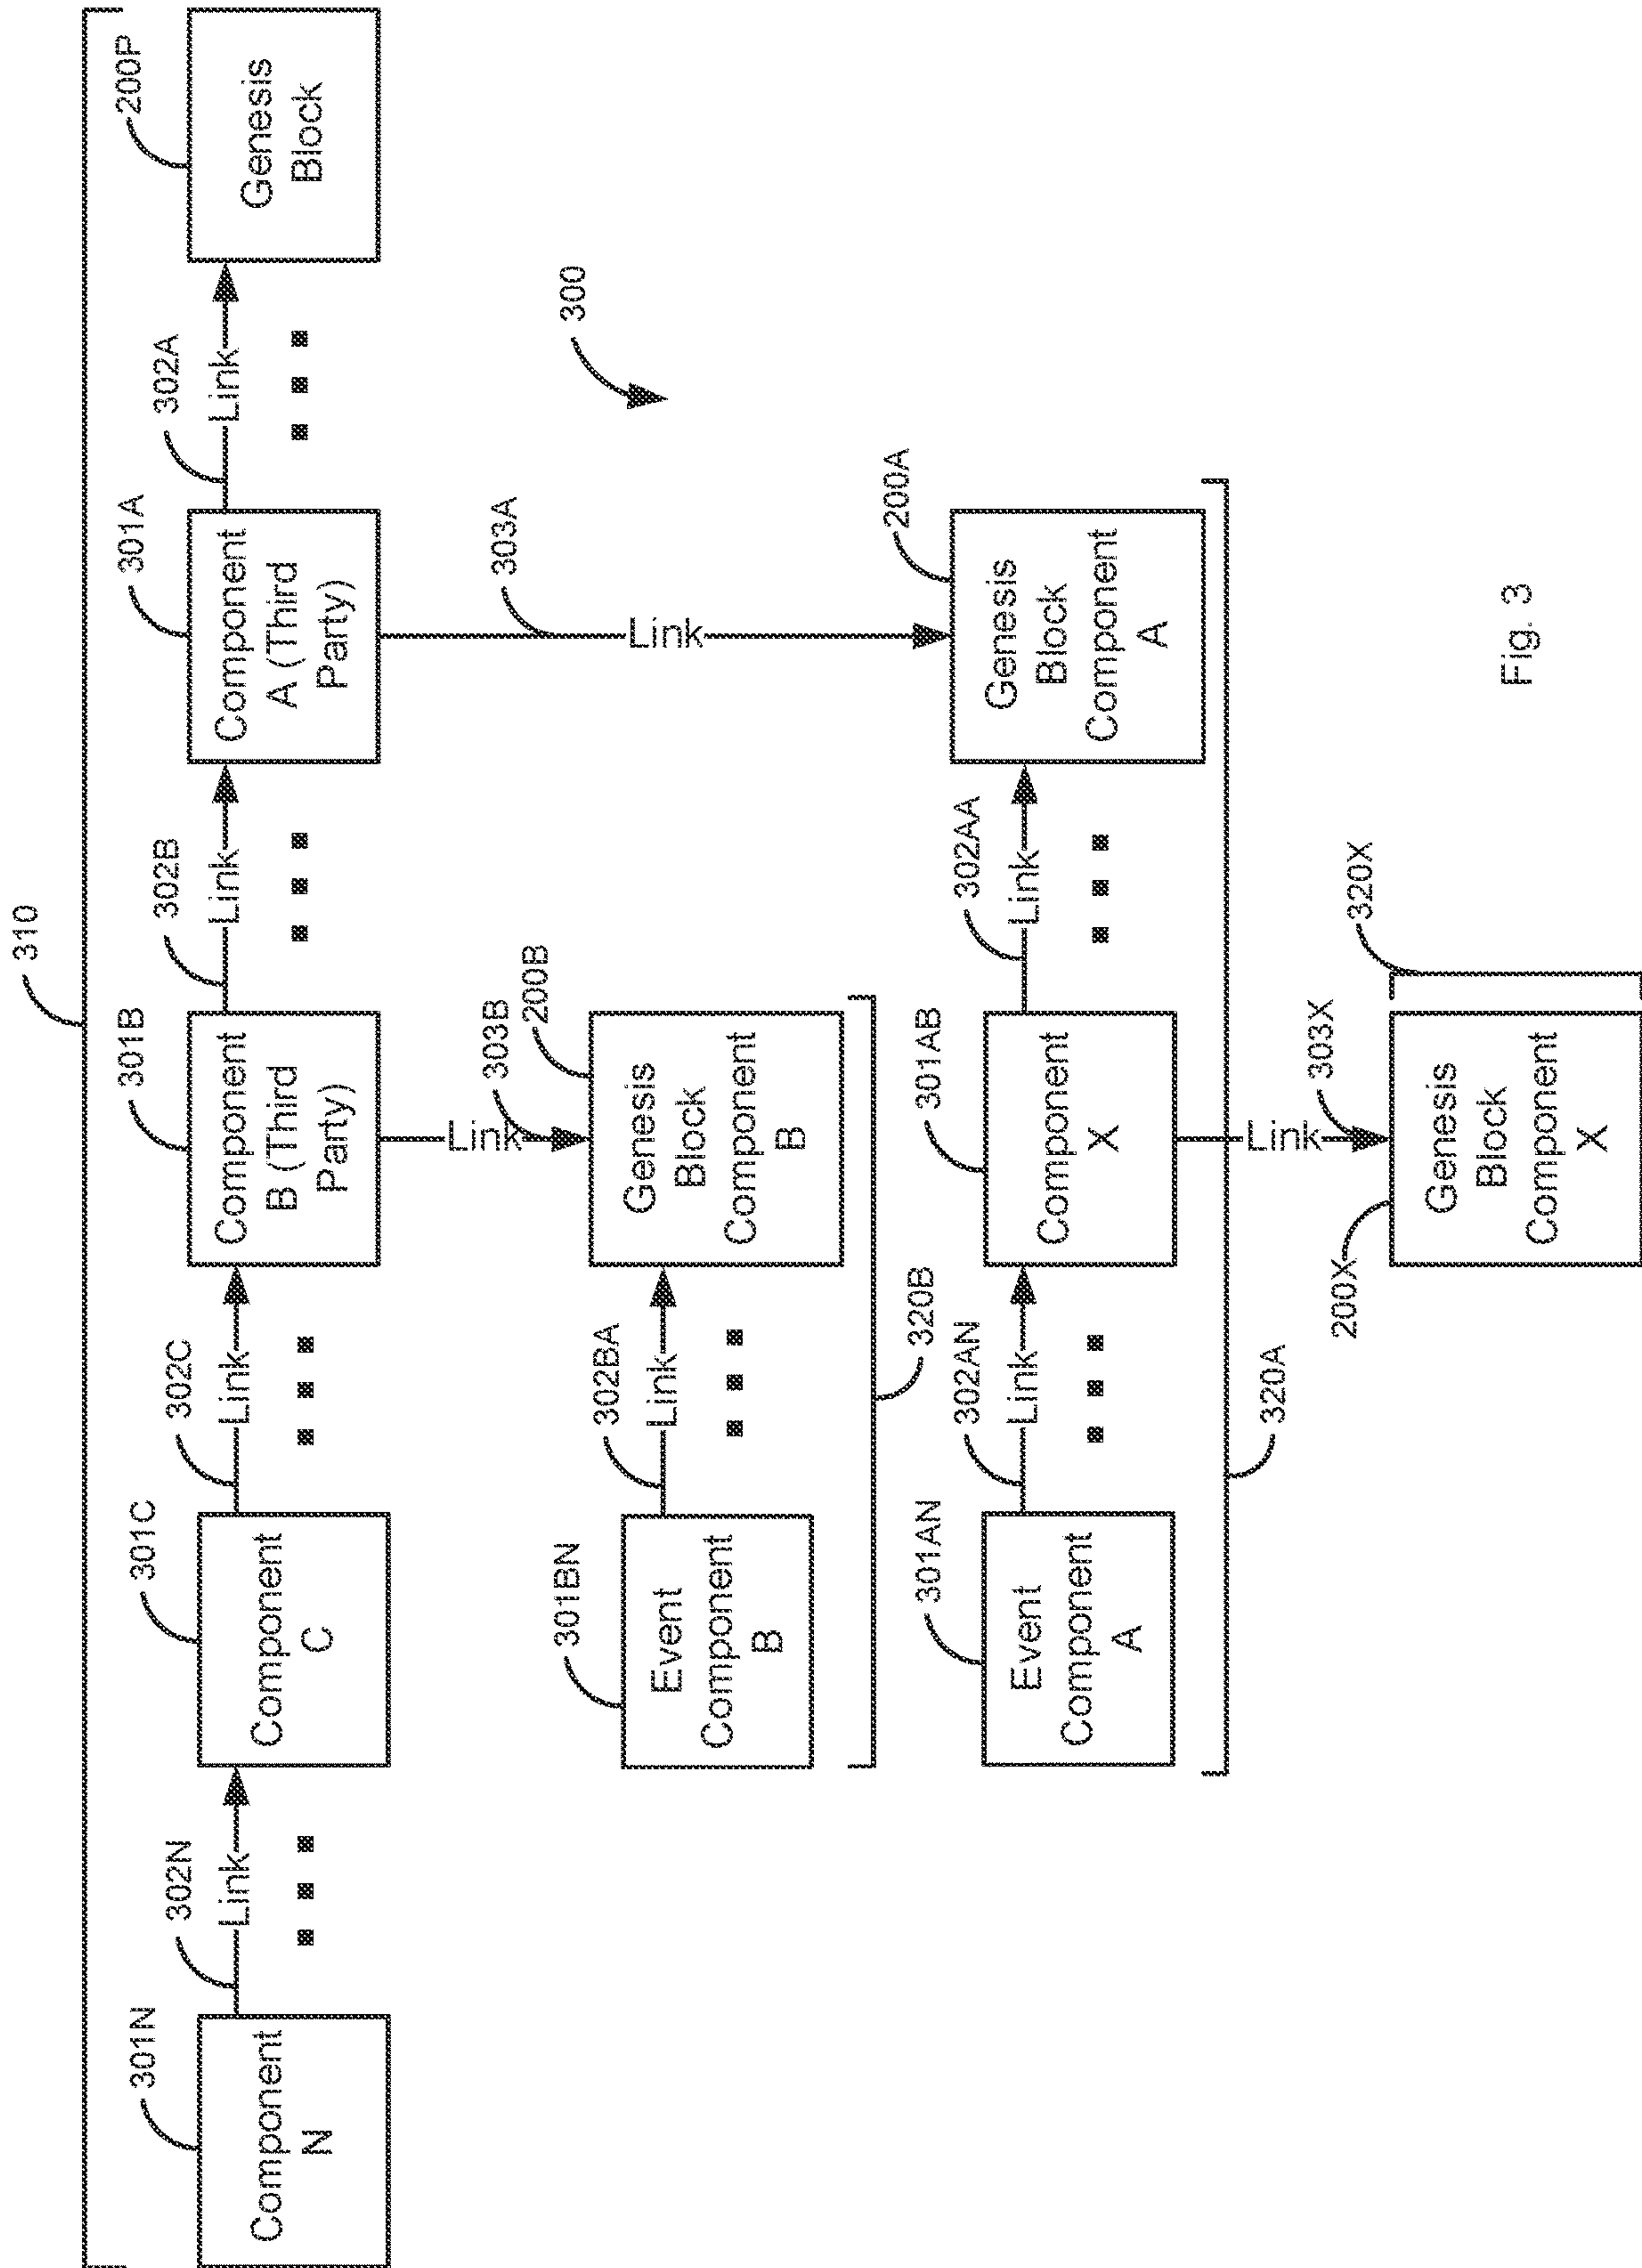 310
301N
302N
301C
302C
301B
302B
301A
302A
200P
Component
N
Link
Component
C
Link
Component
B (Third
Party)
Link
Component
A (Third
Party)
Link
Genesis
Block
303B
200B
Link
303A
Link
300
301BN
302BA
Event
Component
B
Link
Genesis
Block
Component
B
320B
301AN
302AN
301AB
302AA
200A
Event
Component
A
Link
Component
X
Link
Genesis
Block
Component
A
320A
Link
303X
320X
200X
Genesis
Block
Component
X
Fig. 3